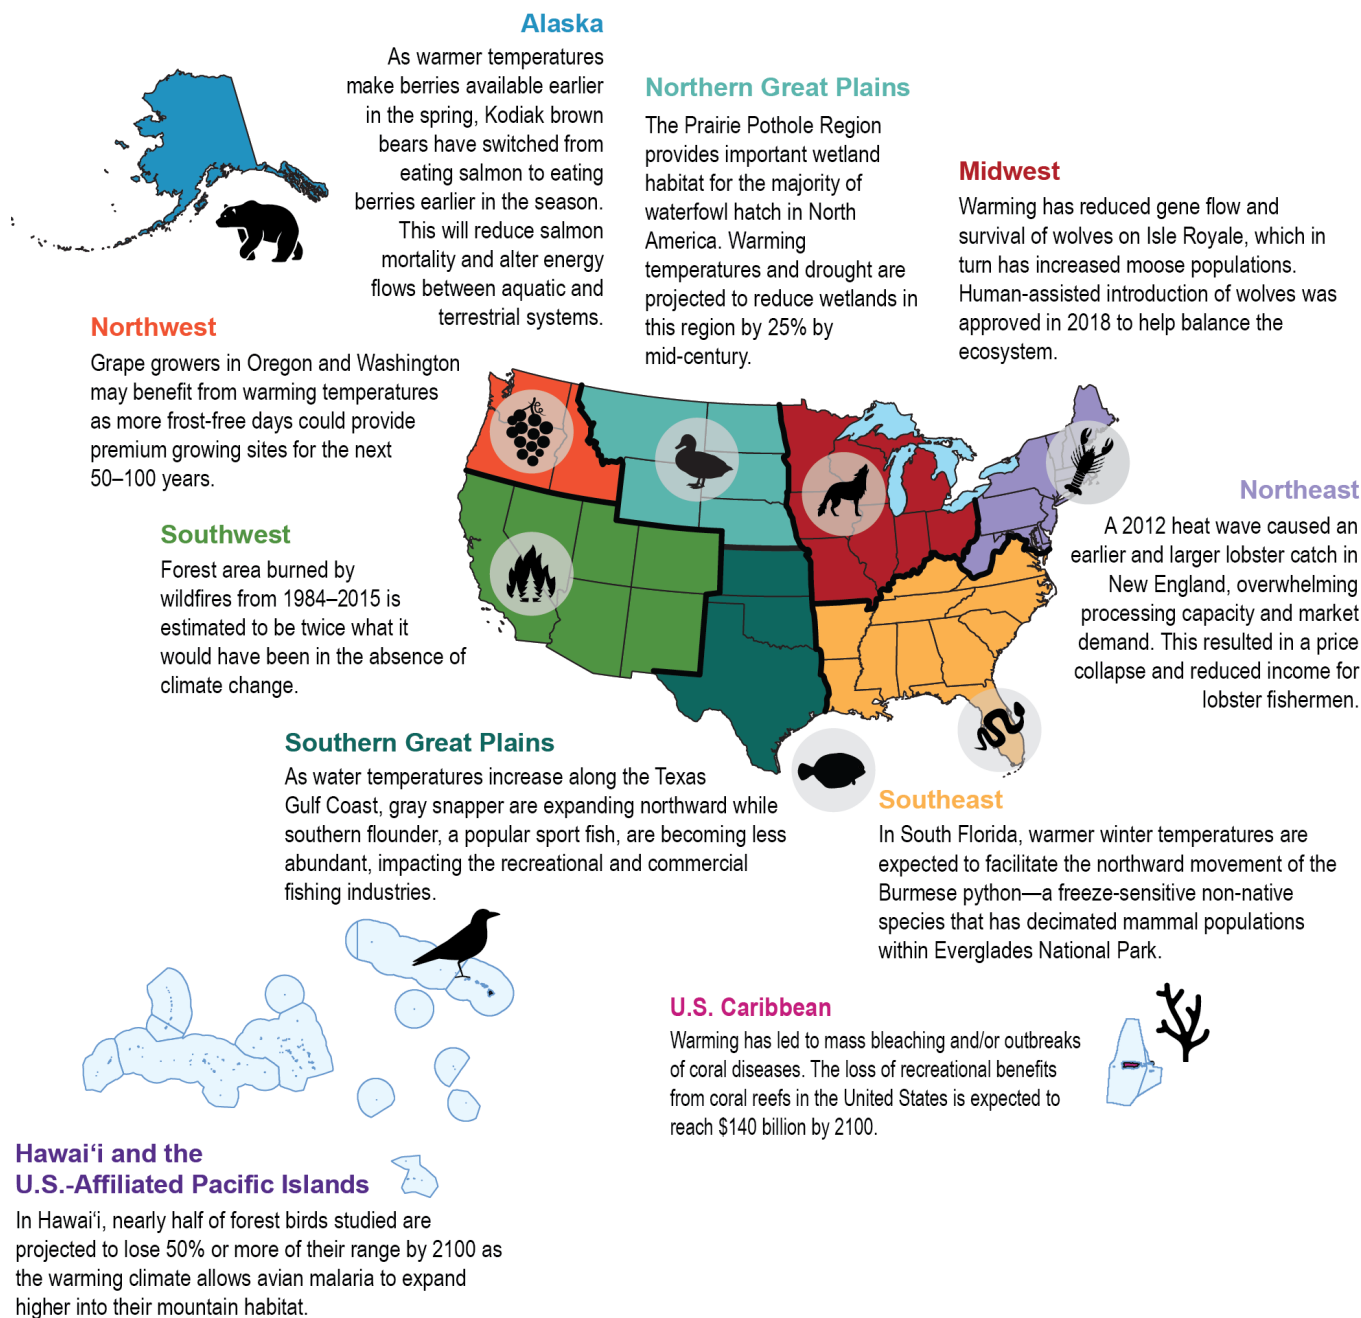 Alaska
As warmer temperatures
make berries available earlier
in the spring, Kodiak brown
bears have switched from
eating salmon to eating
berries earlier in the season.
This will reduce salmon
mortality and alter energy
flows between aquatic and
terrestrial systems.
Northern Great Plains
The Prairie Pothole Region
provides important wetland
habitat for the majority of
waterfowl hatch in North
America. Warming
temperatures and drought are
projected to reduce wetlands in
this region by 25% by
mid-century.
Midwest
Warming has reduced gene flow and
survival of wolves on Isle Royale, which in
turn has increased moose populations.
Human-assisted introduction of wolves was
approved in 2018 to help balance the
ecosystem.
Northwest
Grape growers in Oregon and Washington
may benefit from warming temperatures
as more frost-free days could provide
premium growing sites for the next
50–100 years.
Northeast
A 2012 heat wave caused an
earlier and larger lobster catch in
New England, overwhelming
processing capacity and market
demand. This resulted in a price
collapse and reduced income for
lobster fishermen.
Southwest
Forest area burned by
wildfires from 1984–2015 is
estimated to be twice what it
would have been in the absence of
climate change.
Southern Great Plains
As water temperatures increase along the Texas
Gulf Coast, gray snapper are expanding northward while
southern flounder, a popular sport fish, are becoming less
abundant, impacting the recreational and commercial
fishing industries.
Southeast
In South Florida, warmer winter temperatures are
expected to facilitate the northward movement of the
Burmese python—a freeze-sensitive non-native
species that has decimated mammal populations
within Everglades National Park.
U.S. Caribbean
Warming has led to mass bleaching and/or outbreaks
of coral diseases. The loss of recreational benefits
from coral reefs in the United States is expected to
reach $140 billion by 2100.
Hawaiʻi and the
U.S.-Affiliated Pacific Islands
In Hawaiʻi, nearly half of forest birds studied are
projected to lose 50% or more of their range by 2100 as
the warming climate allows avian malaria to expand
higher into their mountain habitat.